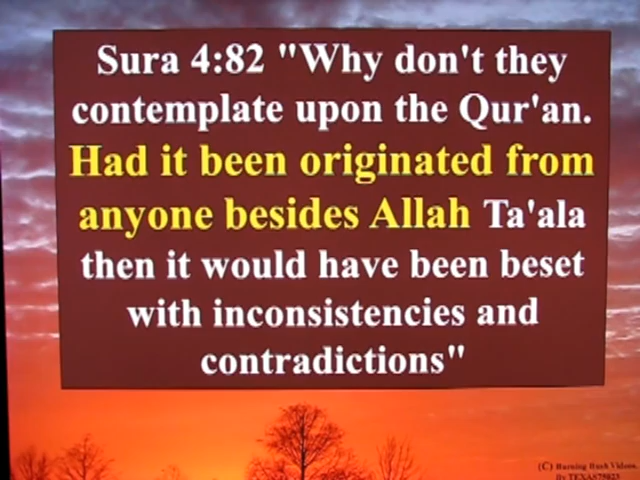 Sura 4:82 "Why don't they
contemplate upon the Qur'an.
Had it been originated from
anyone besides Allah Ta'ala
then it would have been beset
with inconsistencies and
contradictions"
(C) Burning Bush Videos.
By TEXAS75023